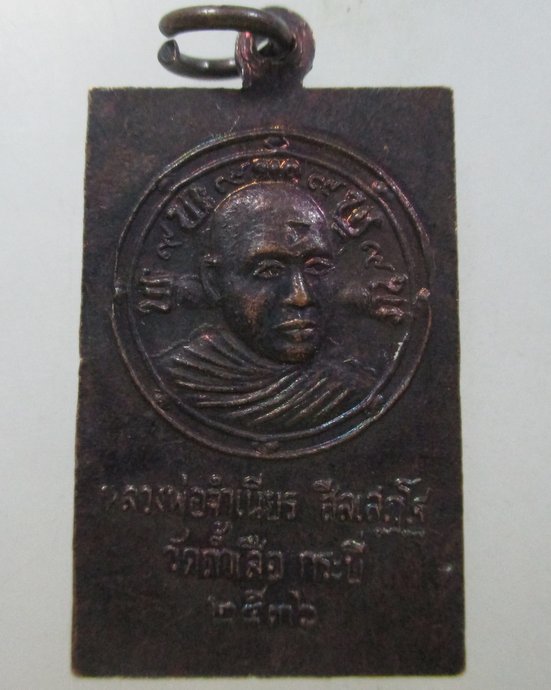 หลวงพ่อจำเนียร สีลเสฏฺโฐ
วัดถ้ำเสือ กระบี่
๒๕๓๖